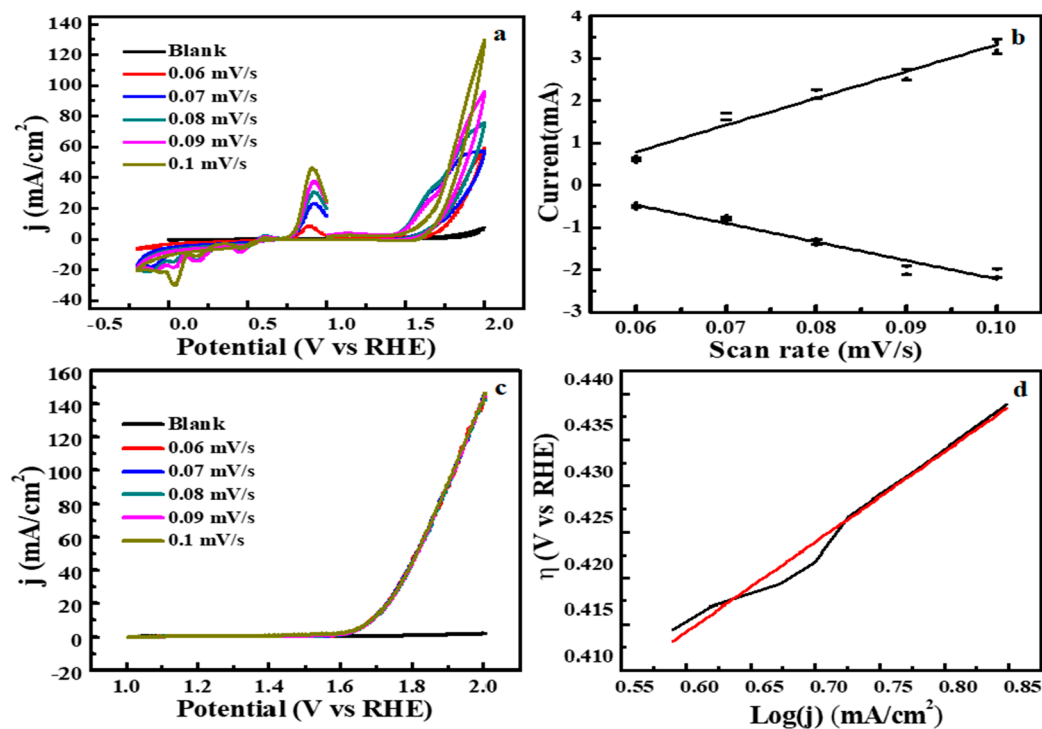 a
j (mA/cm²)
140
120
100
80
60
40
20
0
-20
-40
Blank
0.06 mV/s
0.07 mV/s
0.08 mV/s
0.09 mV/s
0.1 mV/s
-0.5 0.0 0.5 1.0 1.5 2.0
Potential (V vs RHE)
b
Current(mA)
4
3
2
1
0
-1
-2
-3
0.06 0.07 0.08 0.09 0.10
Scan rate (mV/s)
c
j (mA/cm²)
160
140
120
100
80
60
40
20
0
-20
Blank
0.06 mV/s
0.07 mV/s
0.08 mV/s
0.09 mV/s
0.1 mV/s
1.0 1.2 1.4 1.6 1.8 2.0
Potential (V vs RHE)
d
η (V vs RHE)
0.440
0.435
0.430
0.425
0.420
0.415
0.410
0.55 0.60 0.65 0.70 0.75 0.80 0.85
Log(j) (mA/cm²)